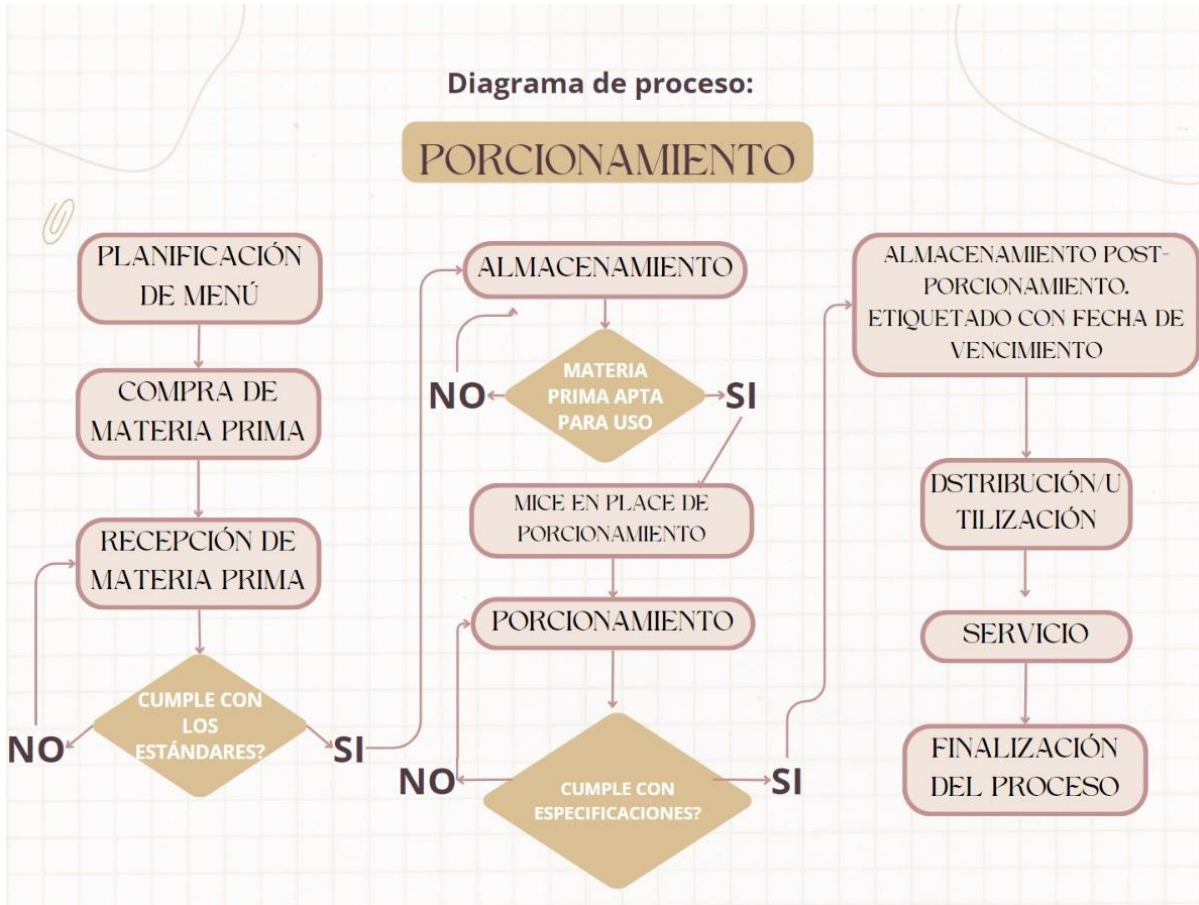 Diagrama de proceso:
PORCIONAMIENTO
PLANIFICACIÓN
DE MENÚ
COMPRA DE
MATERIA PRIMA
RECEPCIÓN DE
MATERIA PRIMA
CUMPLE CON
LOS
ESTÁNDARES?
NO
SI
ALMACENAMIENTO
MATERIA
PRIMA APTA
PARA USO
NO
SI
MICE EN PLACE DE
PORCIONAMIENTO
PORCIONAMIENTO
CUMPLE CON
ESPECIFICACIONES?
NO
SI
ALMACENAMIENTO POST-
PORCIONAMIENTO.
ETIQUETADO CON FECHA DE
VENCIMIENTO
DSTRIBUCIÓN/U
TILIZACIÓN
SERVICIO
FINALIZACIÓN
DEL PROCESO